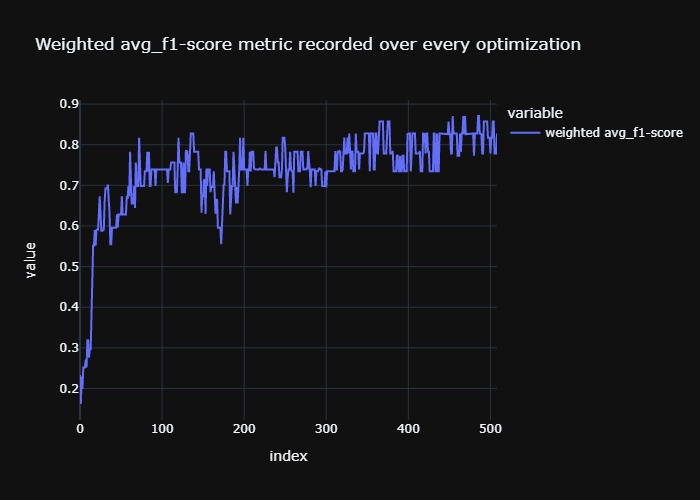 Weighted avg_f1-score metric recorded over every optimization
variable
weighted avg_f1-score
value
0.9
0.8
0.7
0.6
0.5
0.4
0.3
0.2
0 100 200 300 400 500
index